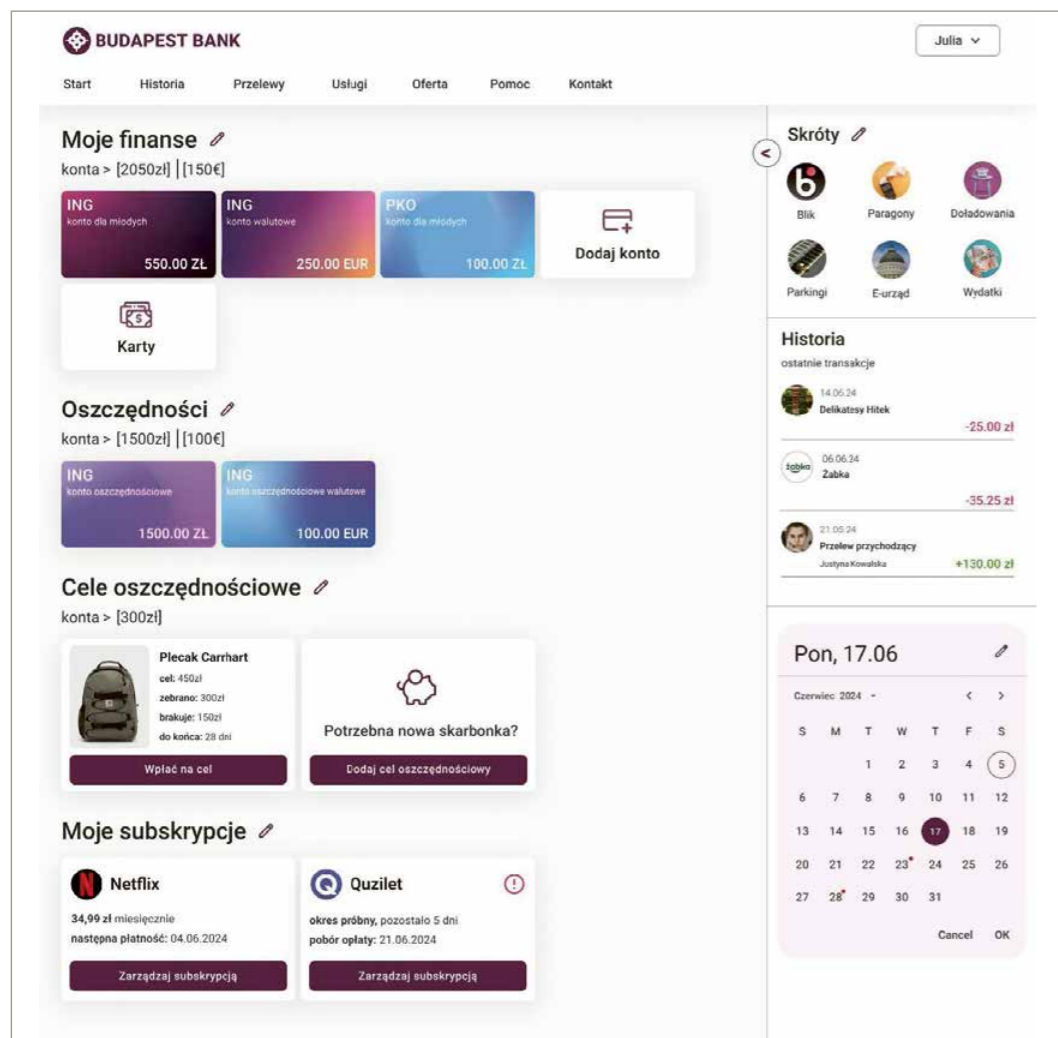 BUDAPEST BANK
Julia
Start Historia Przelewy Usługi Oferta Pomoc Kontakt
Moje finanse
konta > [2050zł] | [150€]
ING
konto dla młodych
550.00 ZŁ
ING
konto walutowe
250.00 EUR
PKO
konto dla młodych
100.00 ZŁ
Dodaj konto
Karty
Oszczędności
konta > [1500zł] | [100€]
ING
konto oszczędnościowe
1500.00 ZŁ
ING
konto oszczędnościowe walutowe
100.00 EUR
Cele oszczędnościowe
konta > [300zł]
Plecak Carrhart
cel: 450zł
zebrano: 300zł
brakuje: 150zł
do końca: 28 dni
Wpłać na cel
Potrzebna nowa skarbonka?
Dodaj cel oszczędnościowy
Moje subskrypcje
Netflix
34,99 zł miesięcznie
następna płatność: 04.06.2024
Zarządzaj subskrypcją
Quzilet
okres próbny, pozostało 5 dni
pobór opłaty: 21.06.2024
Zarządzaj subskrypcją
<
Skróty
Blik Paragony Doładowania
Parkingi E-urząd Wydatki
Historia
ostatnie transakcje
14.06.24
Delikatesy Hitek
-25.00 zł
żabka
06.06.24
Żabka
-35.25 zł
21.05.24
Przelew przychodzący
Justyna Kowalska
+130.00 zł
Pon, 17.06
Czerwiec 2024 < >
S M T W T F S
1 2 3 4 5
6 7 8 9 10 11 12
13 14 15 16 17 18 19
20 21 22 23 24 25 26
27 28 29 30 31
Cancel OK